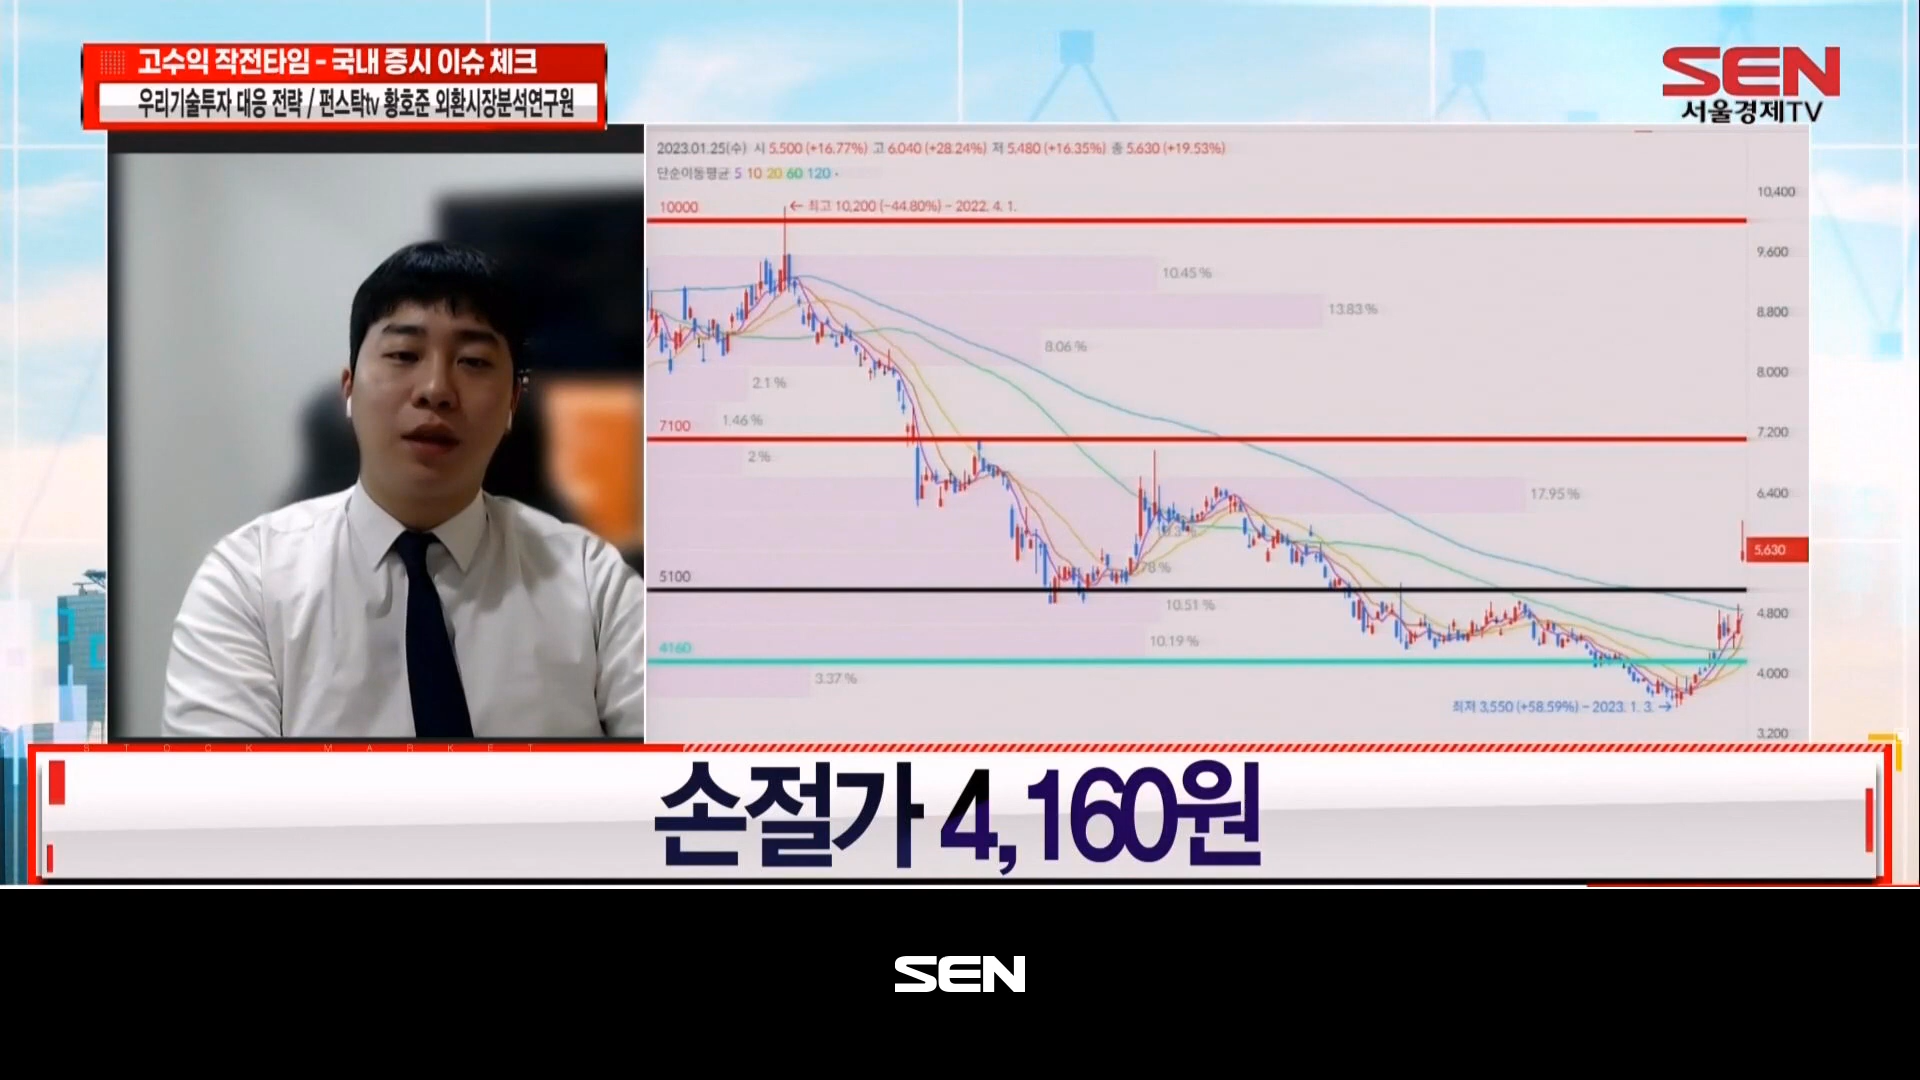 고수익 작전타임 - 국내 증시 이슈 체크
우리기술투자 대응 전략 / 펀스탁tv 황호준 외환시장분석연구원
SEN
서울경제TV
2023.01.25(수) 시 5,500 (+16.77%) 고 6,040 (+28.24%) 저 5,480 (+16.35%) 종 5,630 (+19.53%)
단순이동평균 5 10 20 60 120
10,400
10000
← 최고 10,200 (-44.80%) - 2022. 4. 1.
9,600
10.45 %
13.83 %
8,800
8.06 %
8,000
2.1 %
1.46 %
7100
7,200
2 %
17.95 %
6,400
5,630
5100
10.51 %
4,800
10.19 %
4160
4,000
3.37 %
최저 3,550 (+58.59%) - 2023. 1. 3. →
3,200
STOCK MARKET
손절가 4,160원
SEN